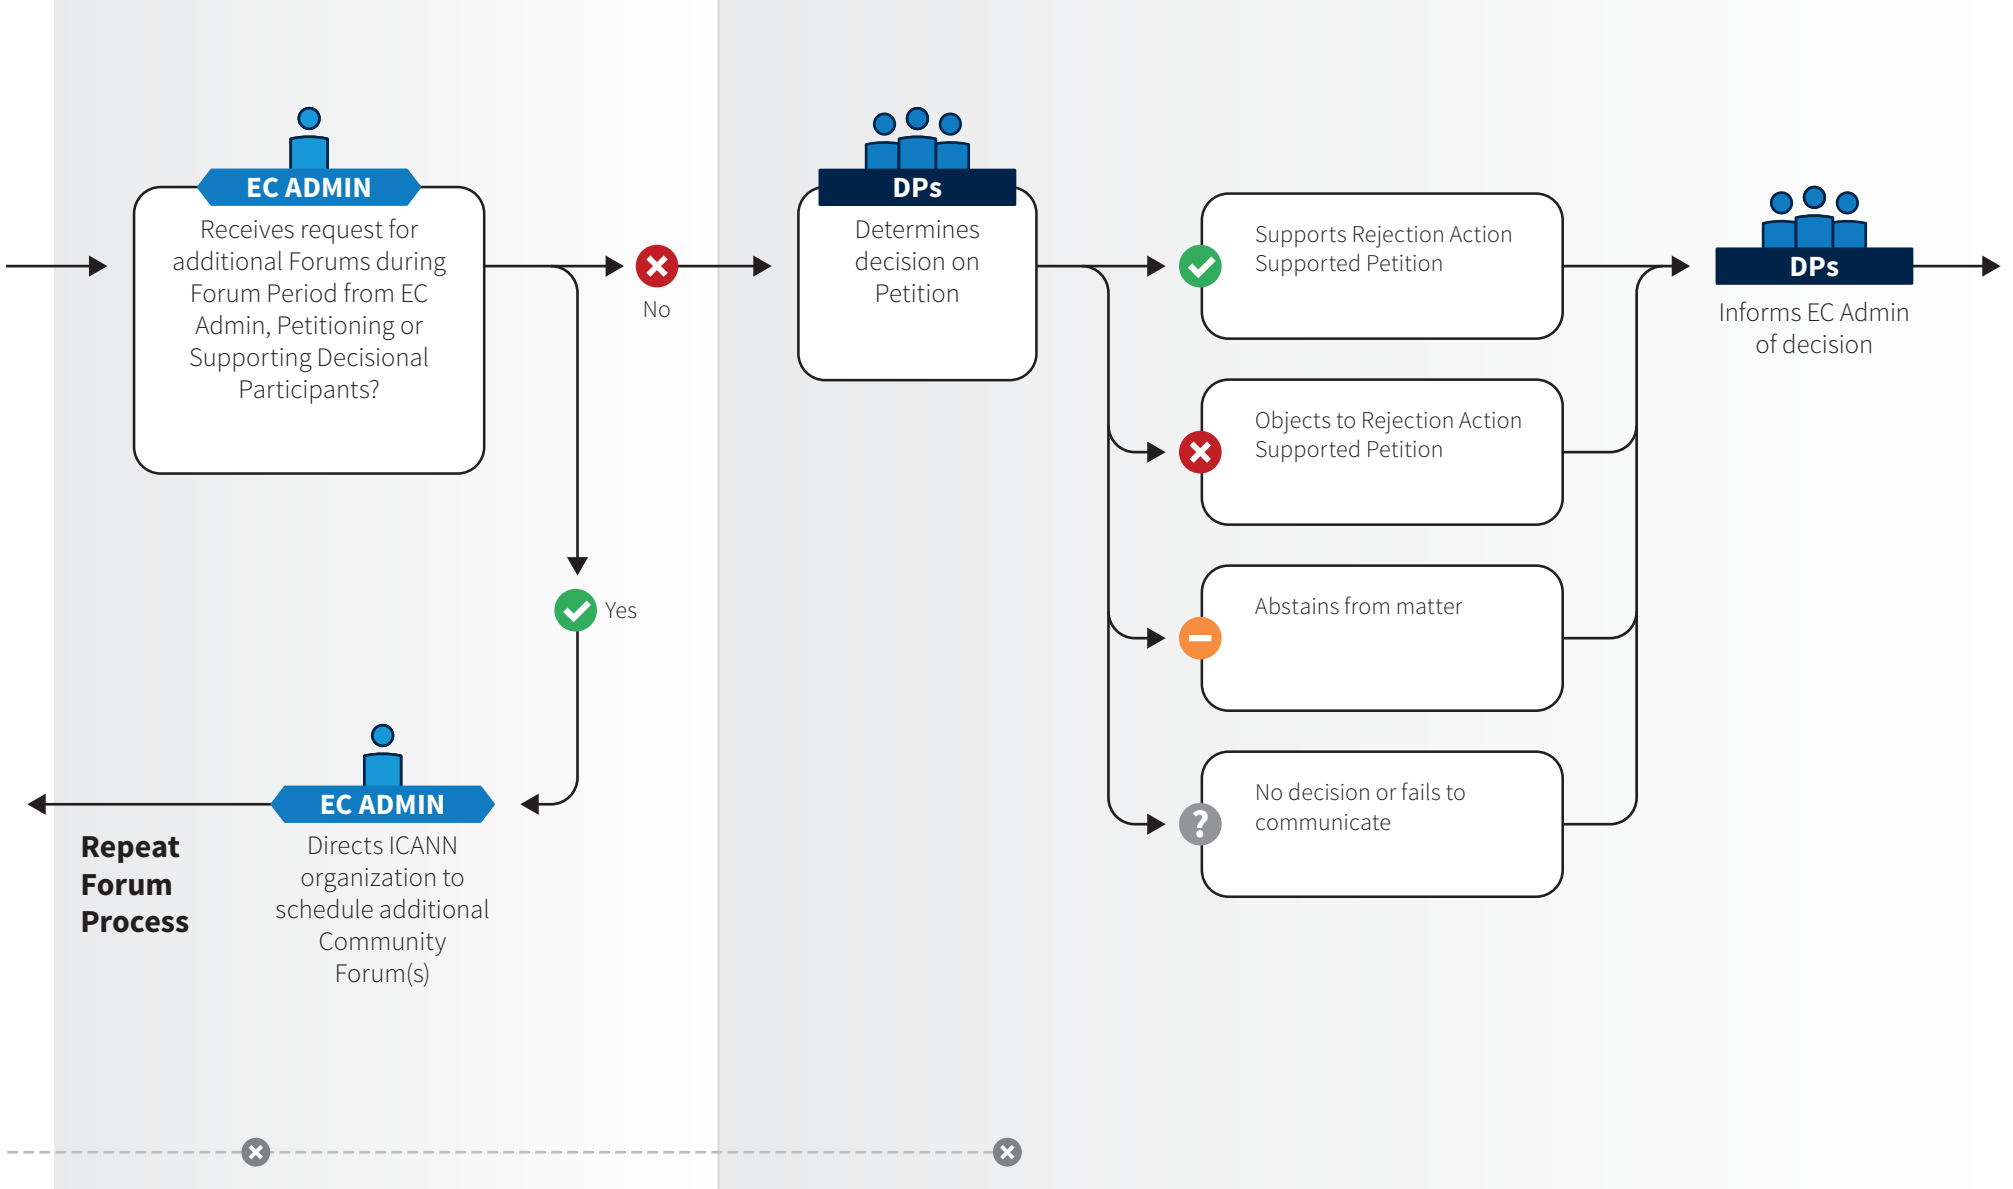 EC ADMIN
Receives request for
additional Forums during
Forum Period from EC
Admin, Petitioning or
Supporting Decisional
Participants?
No
Yes
EC ADMIN
Directs ICANN
organization to
schedule additional
Community
Forum(s)
Repeat
Forum
Process
DPs
Determines
decision on
Petition
Supports Rejection Action
Supported Petition
Objects to Rejection Action
Supported Petition
Abstains from matter
?
No decision or fails to
communicate
DPs
Informs EC Admin
of decision